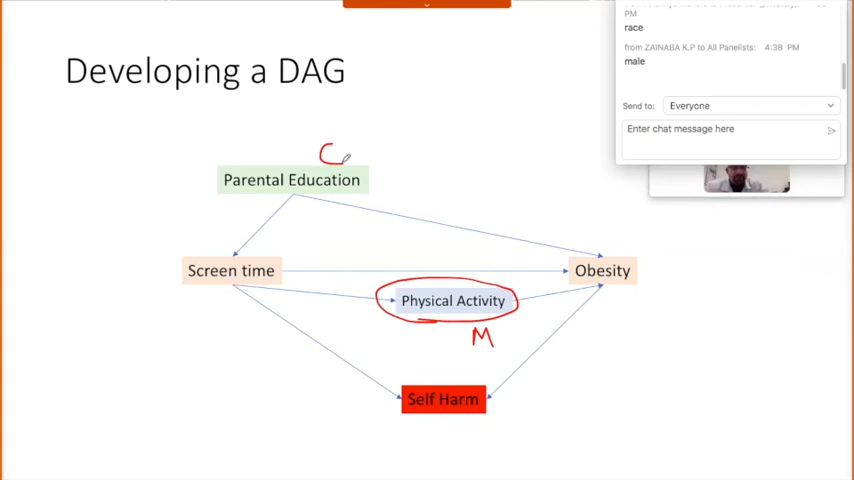 PM
race
from ZAINABA K.P to All Panelists: 4:38 PM
male
Send to: Everyone
Enter chat message here
Developing a DAG
C
Parental Education
Screen time
Obesity
Physical Activity
M
Self Harm